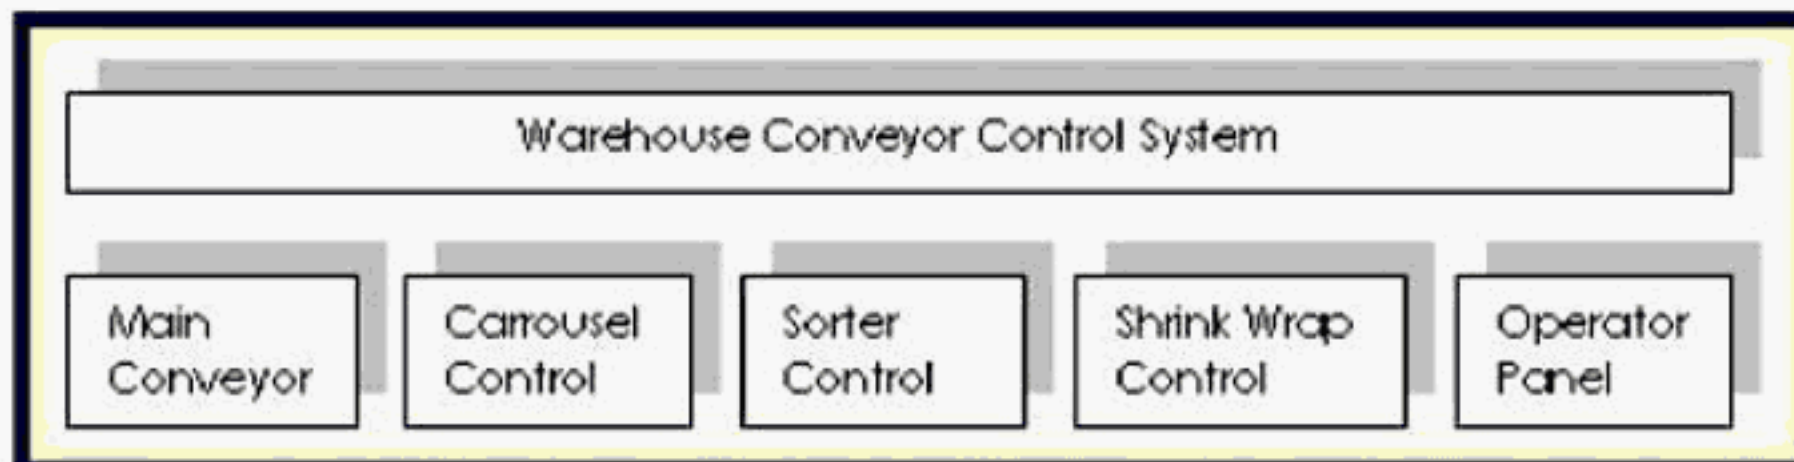 Warehouse Conveyor Control System
Main
Conveyor
Carrousel
Control
Sorter
Control
Shrink Wrap
Control
Operator
Panel